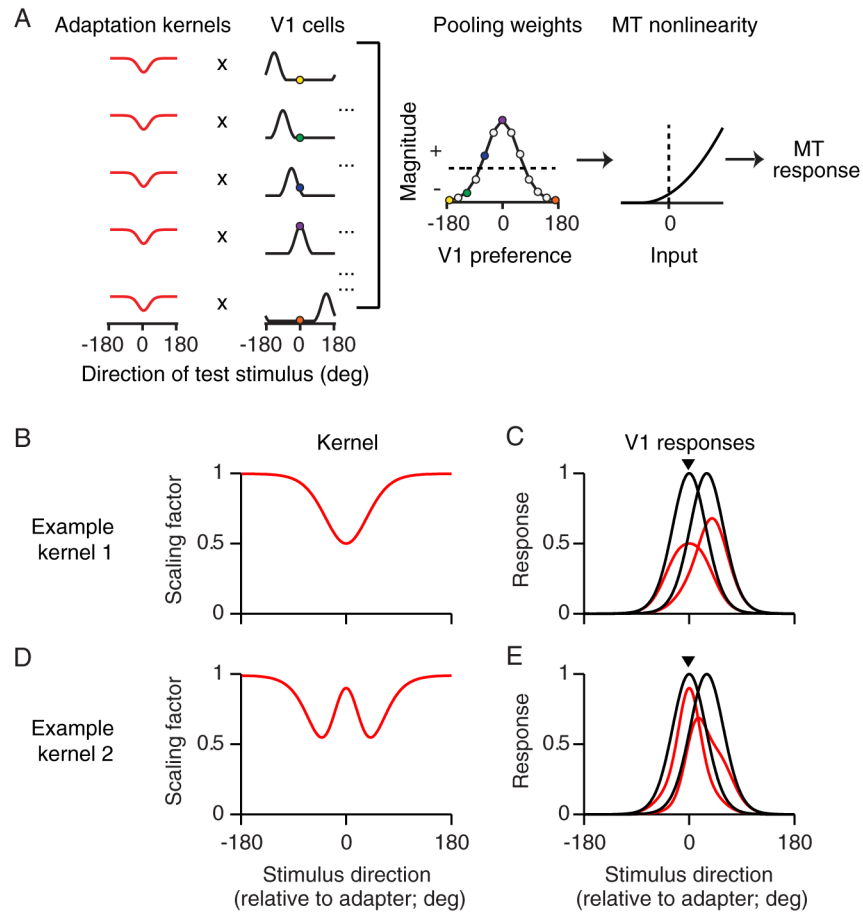 A
Adaptation kernels
V1 cells
Pooling weights
MT nonlinearity
x
...
x
...
x
...
x
...
...
...
x
-180 0 180
-180 0 180
Direction of test stimulus (deg)
Magnitude
+
-
-180 0 180
V1 preference
0
Input
MT
response
B
Kernel
C
V1 responses
Example
kernel 1
Scaling factor
1
0.5
0
Response
1
0.5
0
D
E
Example
kernel 2
Scaling factor
1
0.5
0
-180 0 180
Stimulus direction
(relative to adapter; deg)
Response
1
0.5
0
-180 0 180
Stimulus direction
(relative to adapter; deg)